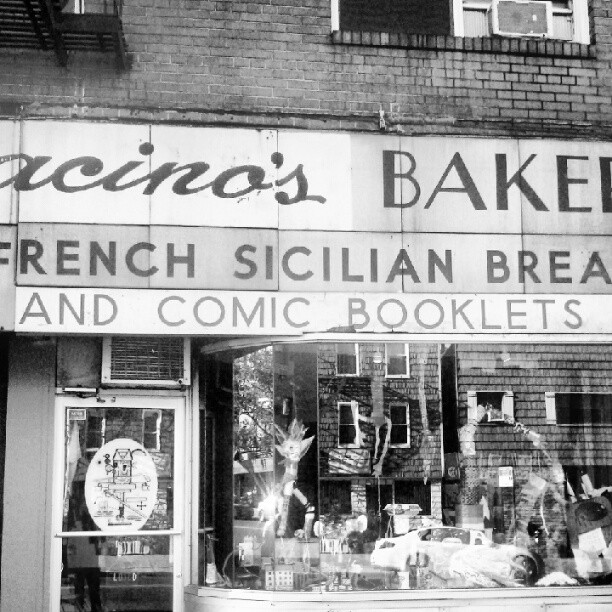 acino's BAKE
FRENCH SICILIAN BREA
AND COMIC BOOKLETS